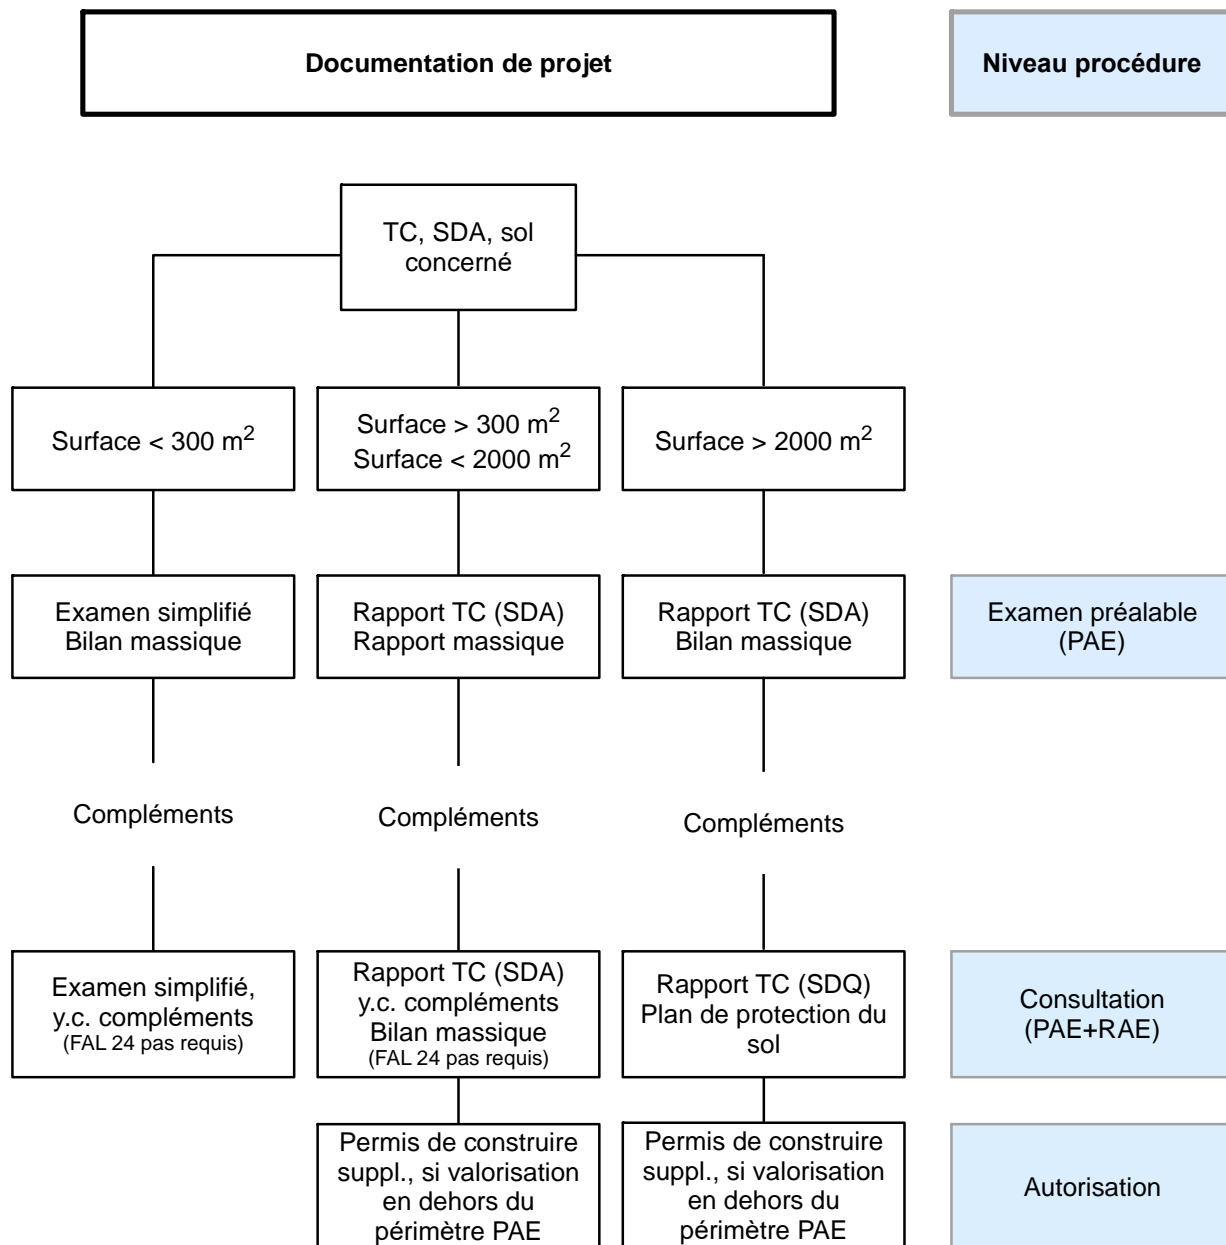 Documentation de projet
Niveau procédure
TC, SDA, sol
concerné
Surface < 300 m²
Surface > 300 m²
Surface < 2000 m²
Surface > 2000 m²
Examen simplifié
Bilan massique
Rapport TC (SDA)
Rapport massique
Rapport TC (SDA)
Bilan massique
Examen préalable
(PAE)
Compléments
Compléments
Compléments
Examen simplifié,
y.c. compléments
(FAL 24 pas requis)
Rapport TC (SDA)
y.c. compléments
Bilan massique
(FAL 24 pas requis)
Rapport TC (SDQ)
Plan de protection du
sol
Consultation
(PAE+RAE)
Permis de construire
suppl., si valorisation
en dehors du
périmètre PAE
Permis de construire
suppl., si valorisation
en dehors du
périmètre PAE
Autorisation